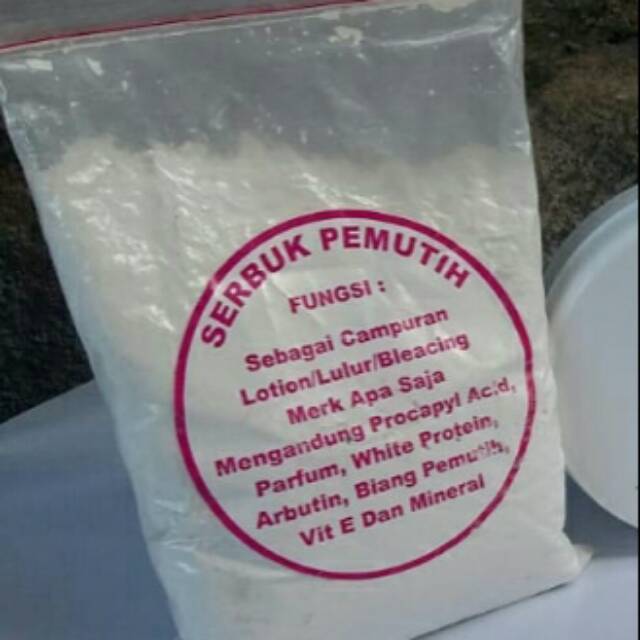 SERBUK PEMUTIH
FUNGSI :
Sebagai Campuran
Lotion/Lulur/Bleacing
Merk Apa Saja
Mengandung Procapyl Acid,
Parfum, White Protein,
Arbutin, Biang Pemutih,
Vit E Dan Mineral